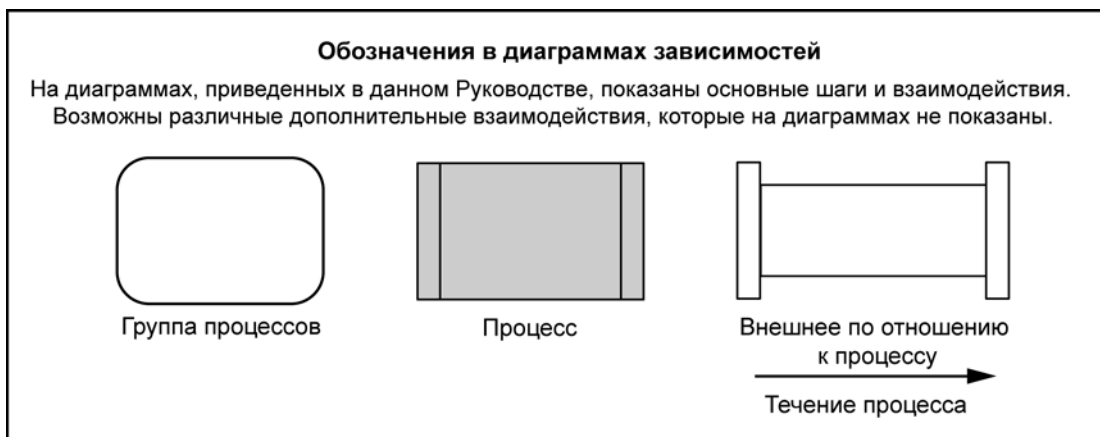 Обозначения в диаграммах зависимостей
На диаграммах, приведенных в данном Руководстве, показаны основные шаги и взаимодействия.
Возможны различные дополнительные взаимодействия, которые на диаграммах не показаны.
Группа процессов
Процесс
Внешнее по отношению
к процессу
Течение процесса